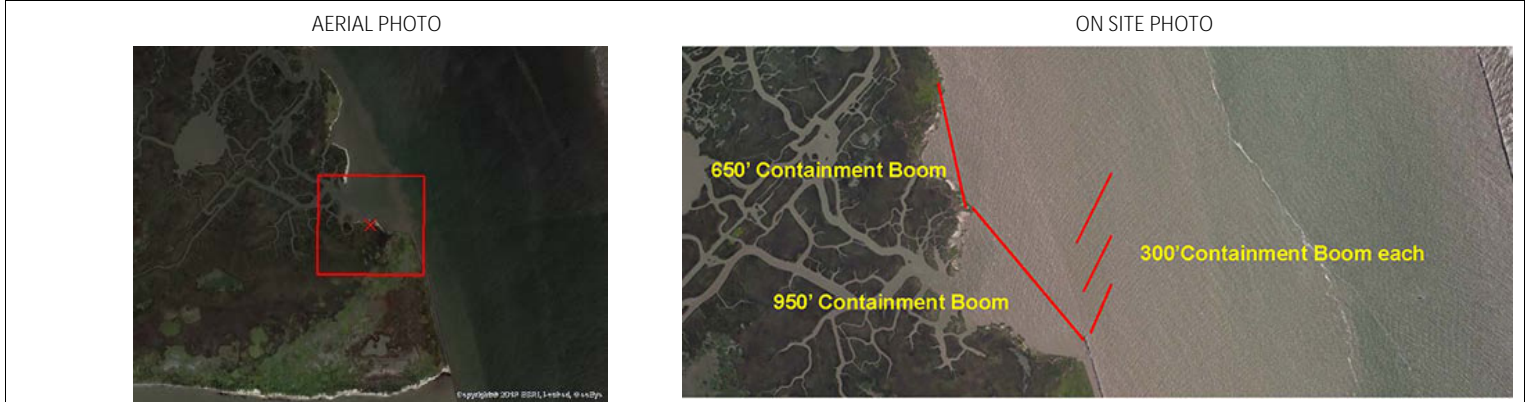 AERIAL PHOTO
ON SITE PHOTO
650' Containment Boom
300'Containment Boom each
950' Containment Boom